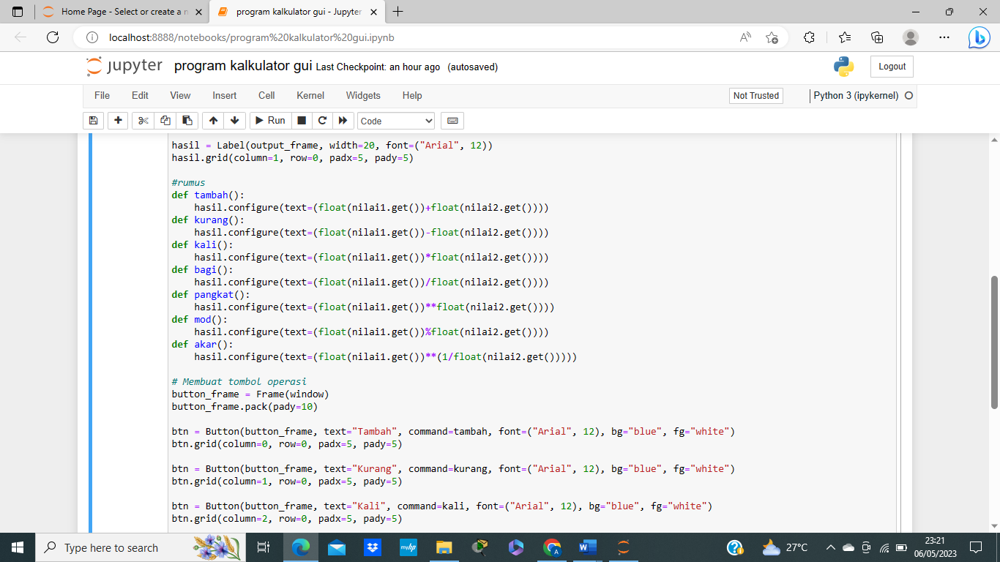 Home Page - Select or create a n
program kalkulator gui - Jupyter
localhost:8888/notebooks/program%20kalkulator%20gui.ipynb
jupyter program kalkulator gui Last Checkpoint: an hour ago (autosaved)
Logout
File Edit View Insert Cell Kernel Widgets Help
Not Trusted
Python 3 (ipykernel)
Run
Code
hasil = Label(output_frame, width=20, font=("Arial", 12))
hasil.grid(column=1, row=0, padx=5, pady=5)
#rumus
def tambah():
    hasil.configure(text=(float(nilai1.get())+float(nilai2.get())))
def kurang():
    hasil.configure(text=(float(nilai1.get())-float(nilai2.get())))
def kali():
    hasil.configure(text=(float(nilai1.get())*float(nilai2.get())))
def bagi():
    hasil.configure(text=(float(nilai1.get())/float(nilai2.get())))
def pangkat():
    hasil.configure(text=(float(nilai1.get())**float(nilai2.get())))
def mod():
    hasil.configure(text=(float(nilai1.get())%float(nilai2.get())))
def akar():
    hasil.configure(text=(float(nilai1.get())**(1/float(nilai2.get()))))
# Membuat tombol operasi
button_frame = Frame(window)
button_frame.pack(pady=10)
btn = Button(button_frame, text="Tambah", command=tambah, font=("Arial", 12), bg="blue", fg="white")
btn.grid(column=0, row=0, padx=5, pady=5)
btn = Button(button_frame, text="Kurang", command=kurang, font=("Arial", 12), bg="blue", fg="white")
btn.grid(column=1, row=0, padx=5, pady=5)
btn = Button(button_frame, text="Kali", command=kali, font=("Arial", 12), bg="blue", fg="white")
btn.grid(column=2, row=0, padx=5, pady=5)
Type here to search
myhp
27°C
23:21
06/05/2023